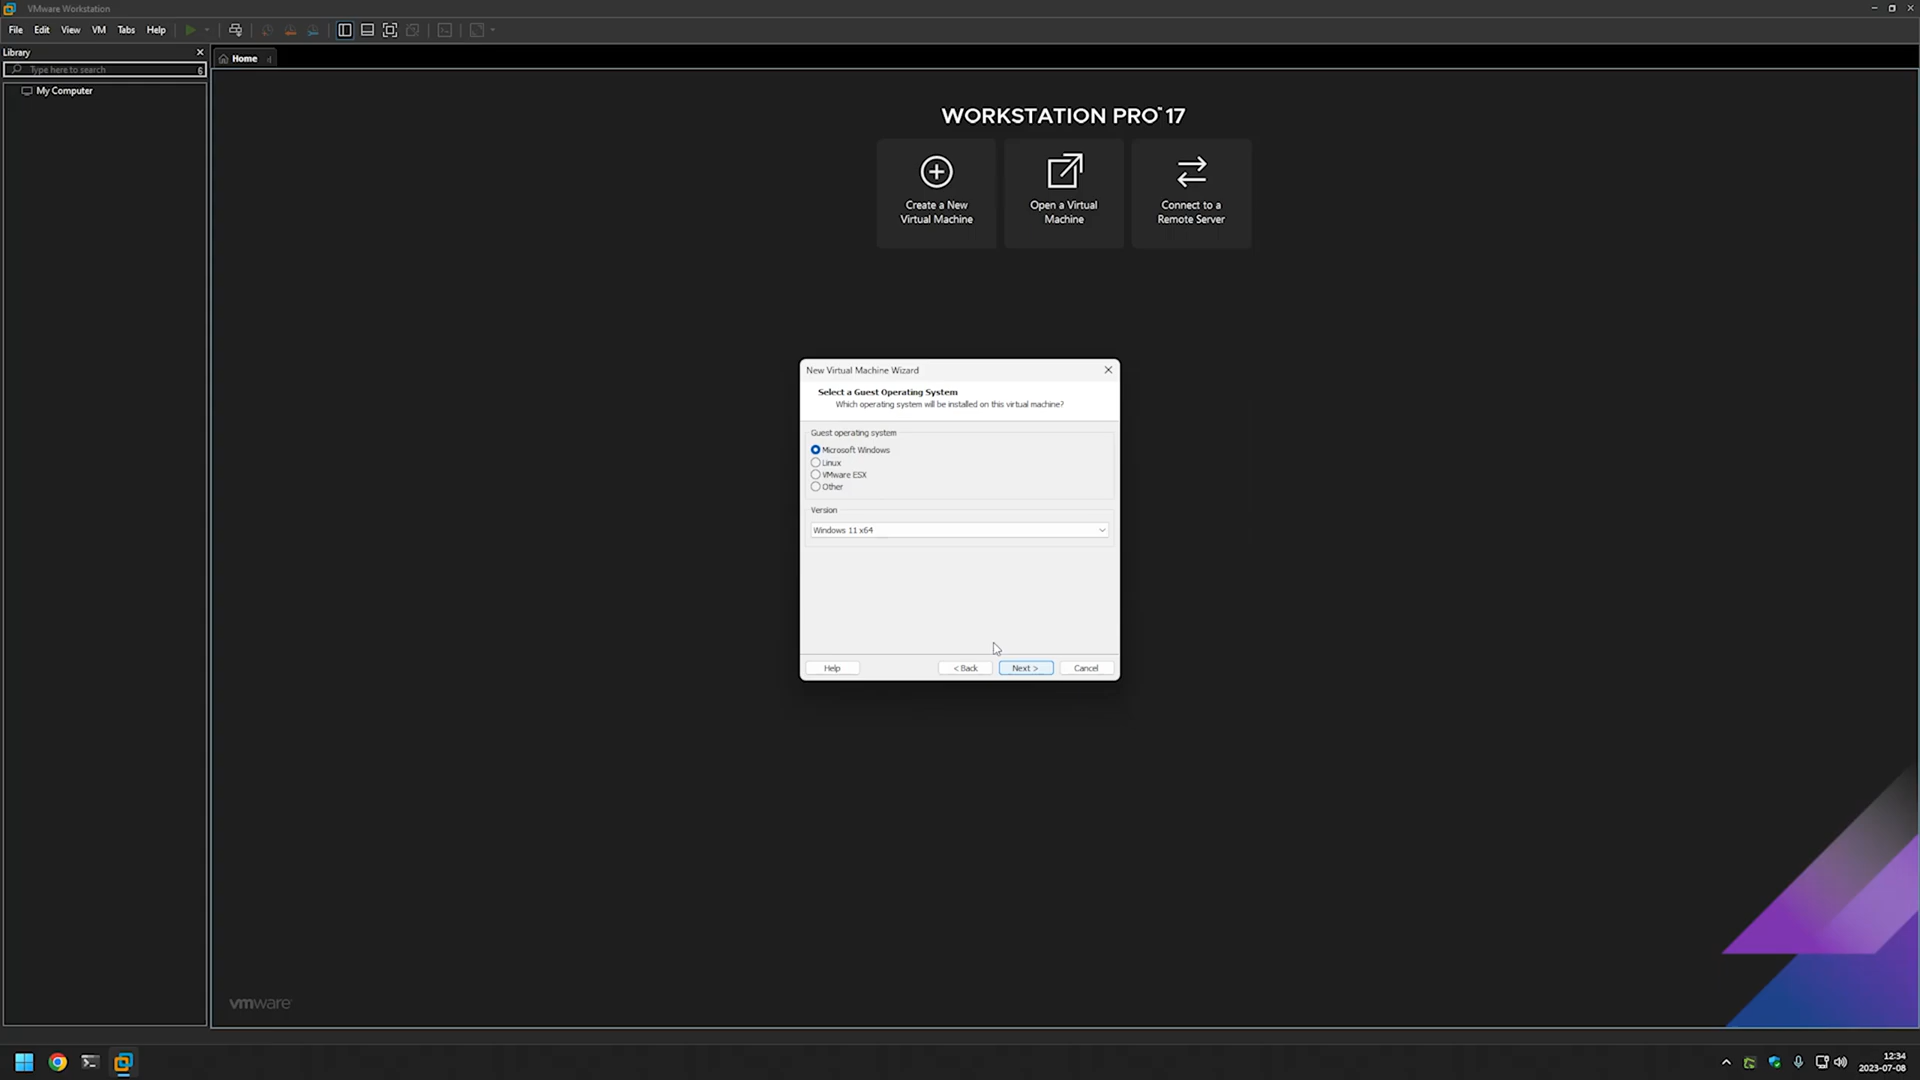 VMware Workstation
File Edit View VM Tabs Help
Library
Type here to search
My Computer
Home
WORKSTATION PRO™ 17
Create a New
Virtual Machine
Open a Virtual
Machine
Connect to a
Remote Server
New Virtual Machine Wizard
Select a Guest Operating System
Which operating system will be installed on this virtual machine?
Guest operating system
Microsoft Windows
Linux
VMware ESX
Other
Version
Windows 11 x64
Help
< Back
Next >
Cancel
vmware
12:34
2023-07-08